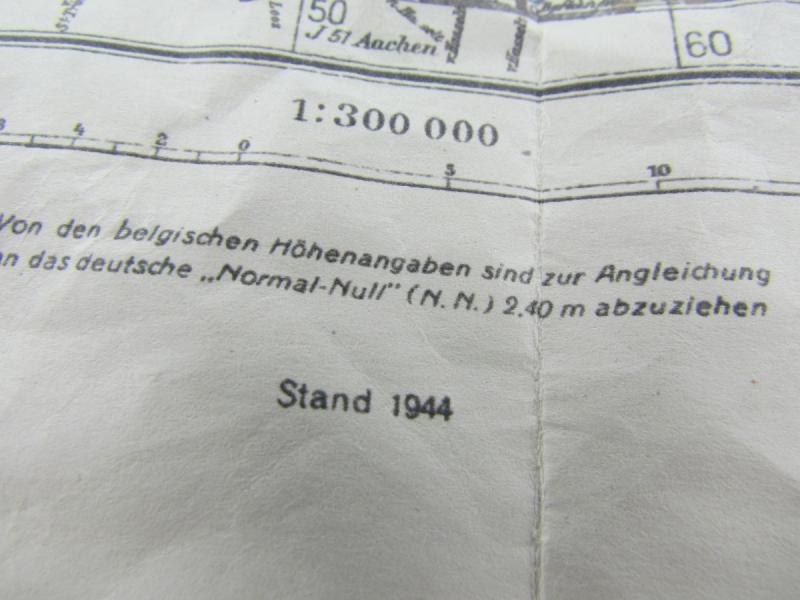 50
J 51 Aachen
60
1:300 000
4 2 0 5 10
Von den belgischen Höhenangaben sind zur Angleichung
an das deutsche „Normal-Null" (N.N.) 2.40 m abzuziehen
Stand 1944